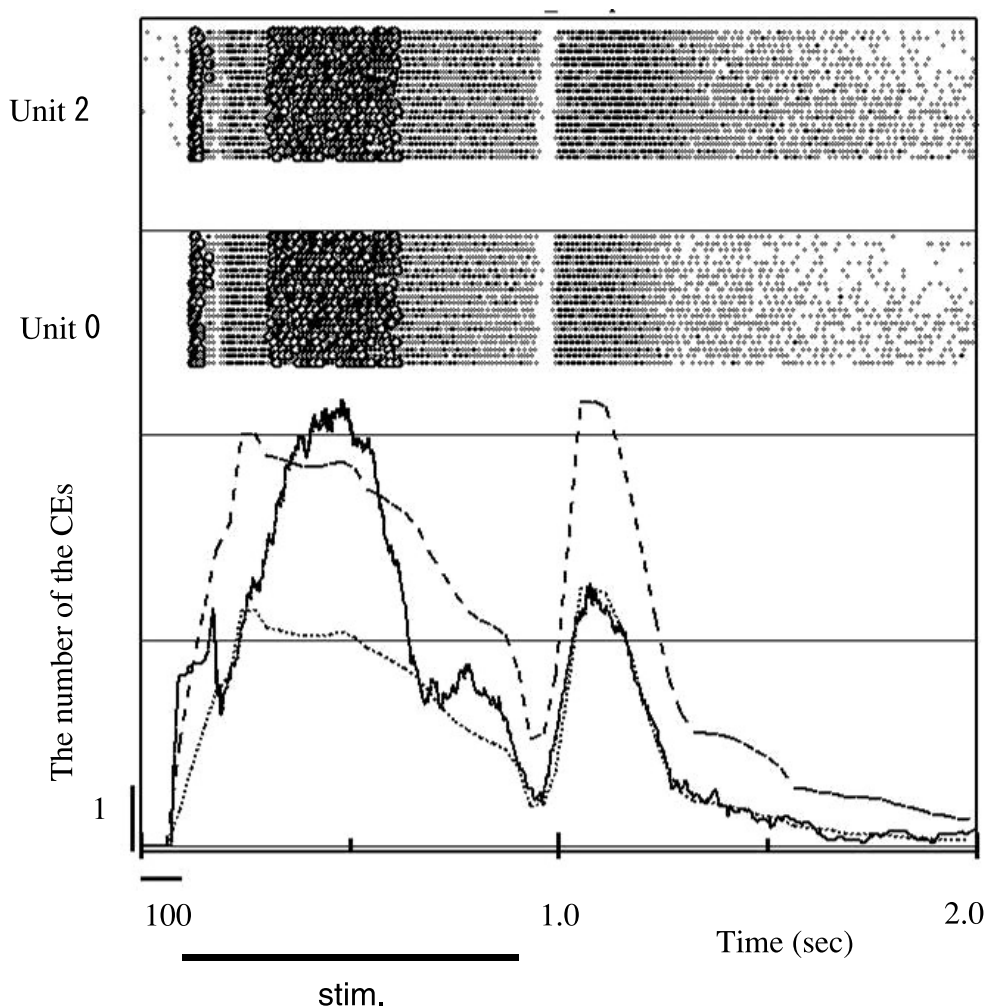 Unit 2
Unit 0
The number of the CEs
1
100
1.0
2.0
Time (sec)
stim.